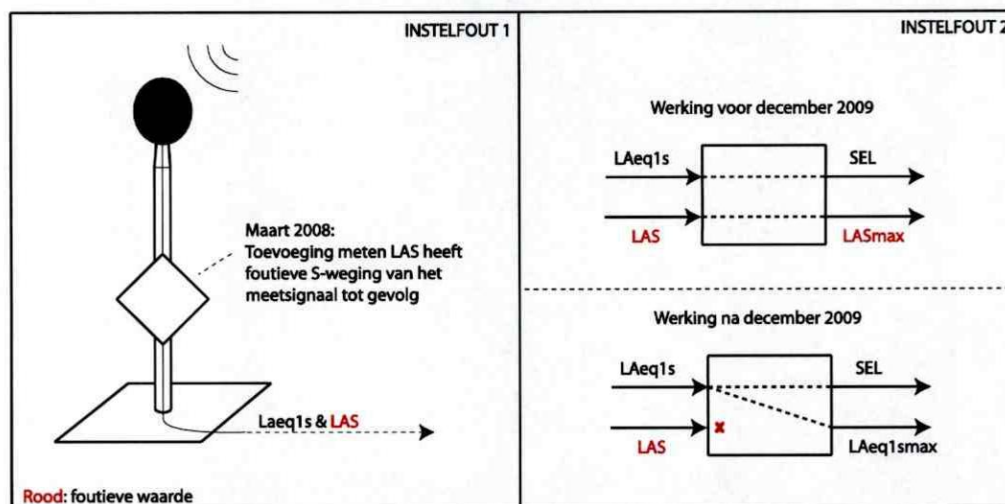 INSTELFOUT 1
Maart 2008:
Toevoeging meten LAS heeft
foutieve S-weging van het
meetsignaal tot gevolg
Laeq1s & LAS
Rood: foutieve waarde
INSTELFOUT 2
Werking voor december 2009
LAeq1s
SEL
LAS
LASmax
Werking na december 2009
LAeq1s
SEL
LAS
x
LAeq1smax